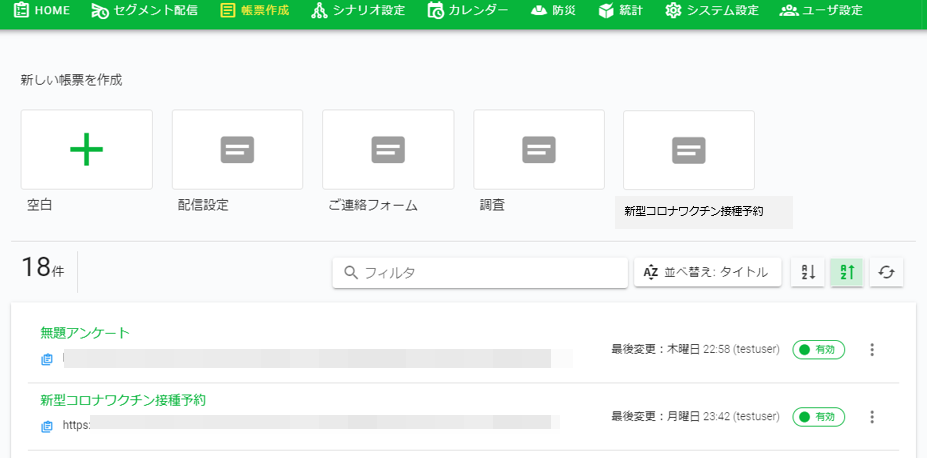 HOME セグメント配信 帳票作成 シナリオ設定 カレンダー 防災 統計 システム設定 ユーザ設定
新しい帳票を作成
空白 配信設定 ご連絡フォーム 調査 新型コロナワクチン接種予約
18件 フィルタ AZ 並べ替え: タイトル AZ AZ
無題アンケート
最後変更：木曜日 22:58 (testuser) 有効
新型コロナワクチン接種予約
https:
最後変更：月曜日 23:42 (testuser) 有効